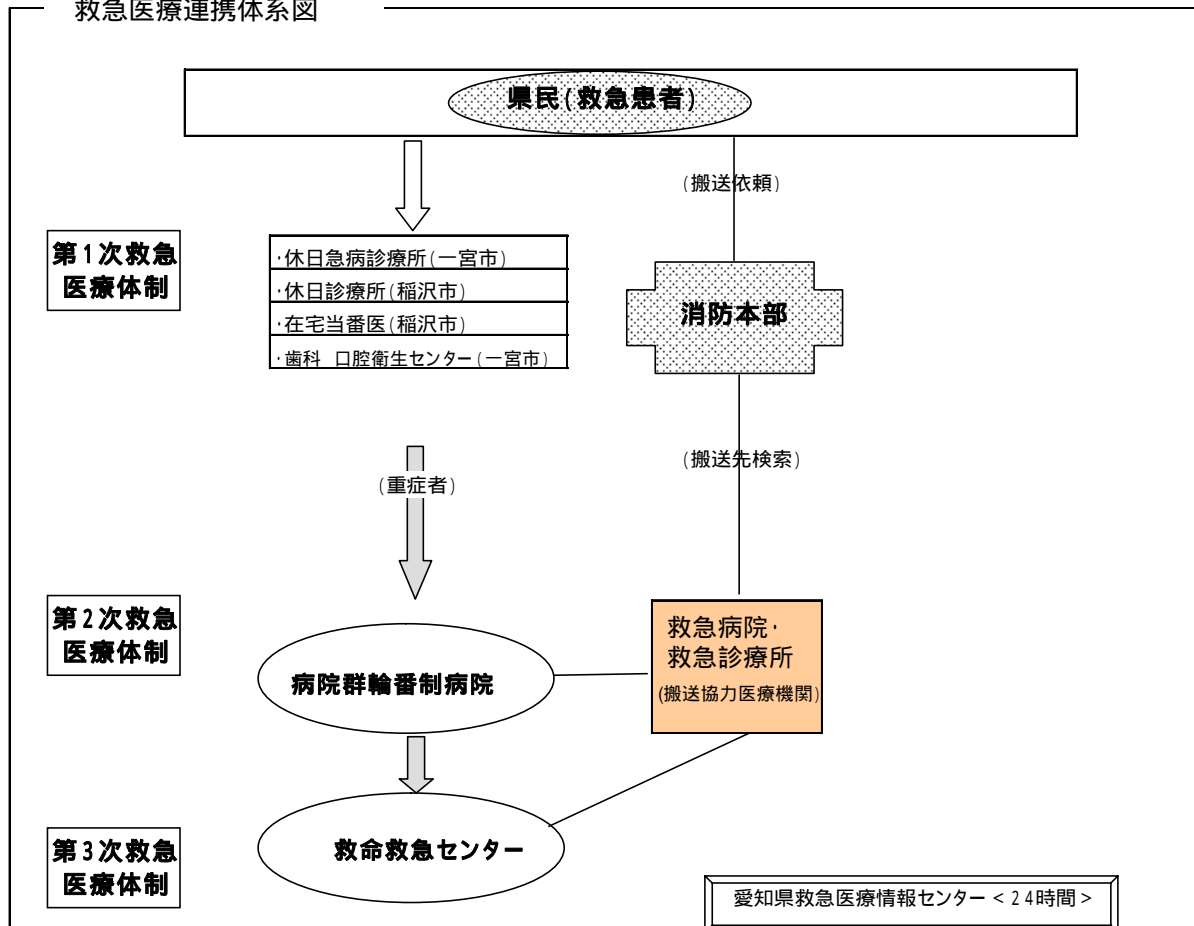 救急医療連携体系図
県民(救急患者)
(搬送依頼)
第1次救急
医療体制
・休日急病診療所(一宮市)
・休日診療所(稲沢市)
・在宅当番医(稲沢市)
・歯科 口腔衛生センター(一宮市)
消防本部
(重症者)
(搬送先検索)
第2次救急
医療体制
病院群輪番制病院
救急病院・
救急診療所
(搬送協力医療機関)
第3次救急
医療体制
救命救急センター
愛知県救急医療情報センター<24時間>